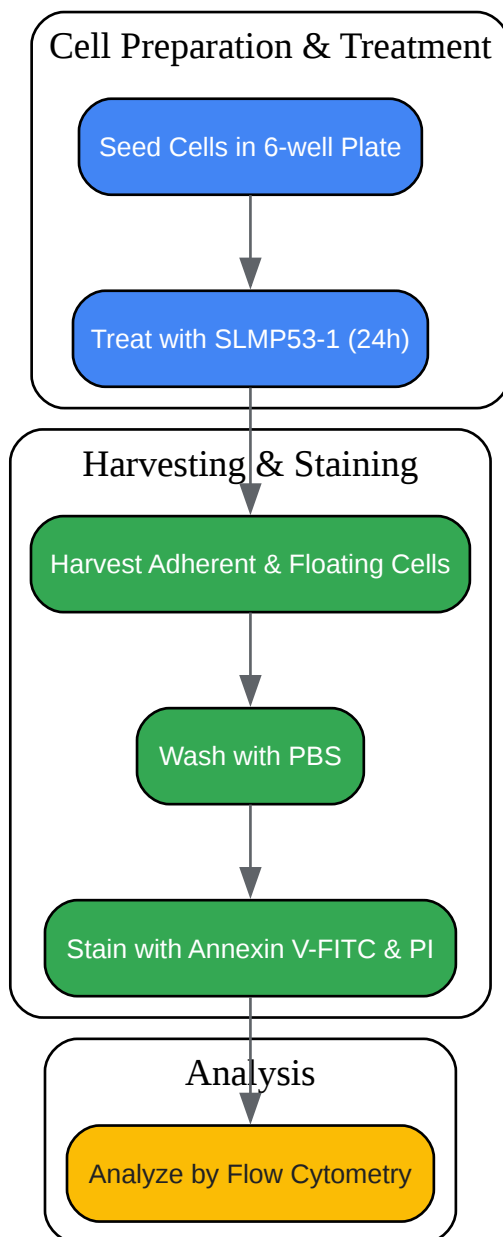 Cell Preparation & Treatment
Seed Cells in 6-well Plate
Treat with SLMP53-1 (24h)
Harvesting & Staining
Harvest Adherent & Floating Cells
Wash with PBS
Stain with Annexin V-FITC & PI
Analysis
Analyze by Flow Cytometry